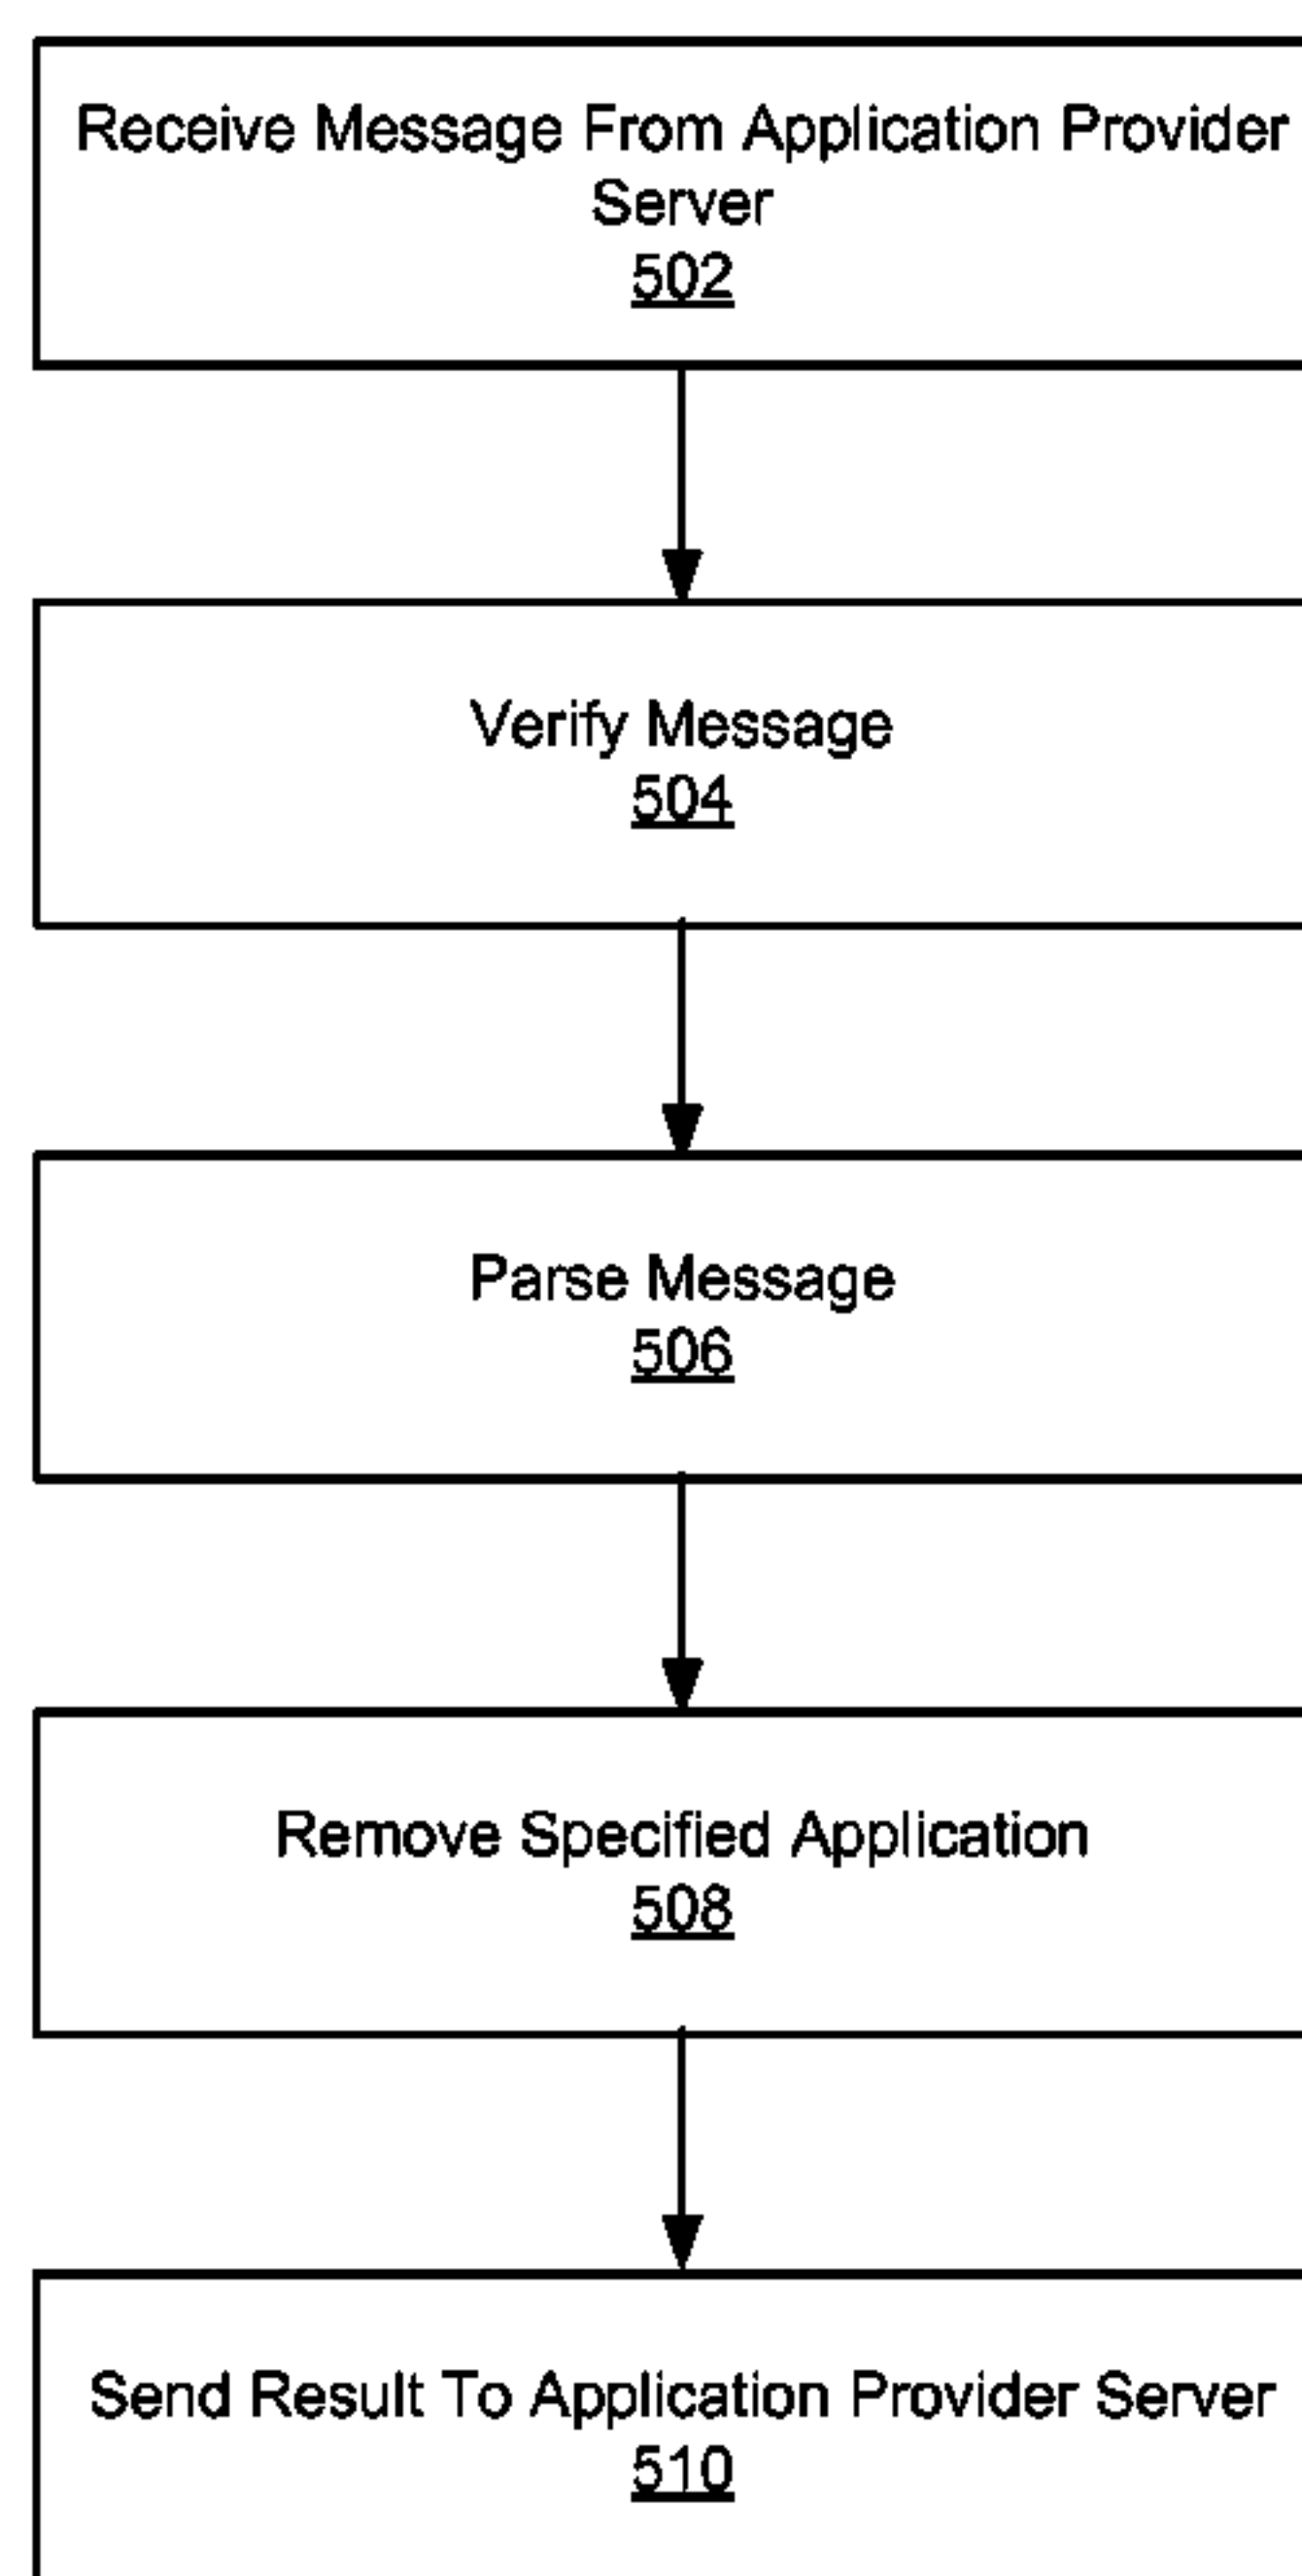 Receive Message From Application Provider
Server
502
Verify Message
504
Parse Message
506
Remove Specified Application
508
Send Result To Application Provider Server
510